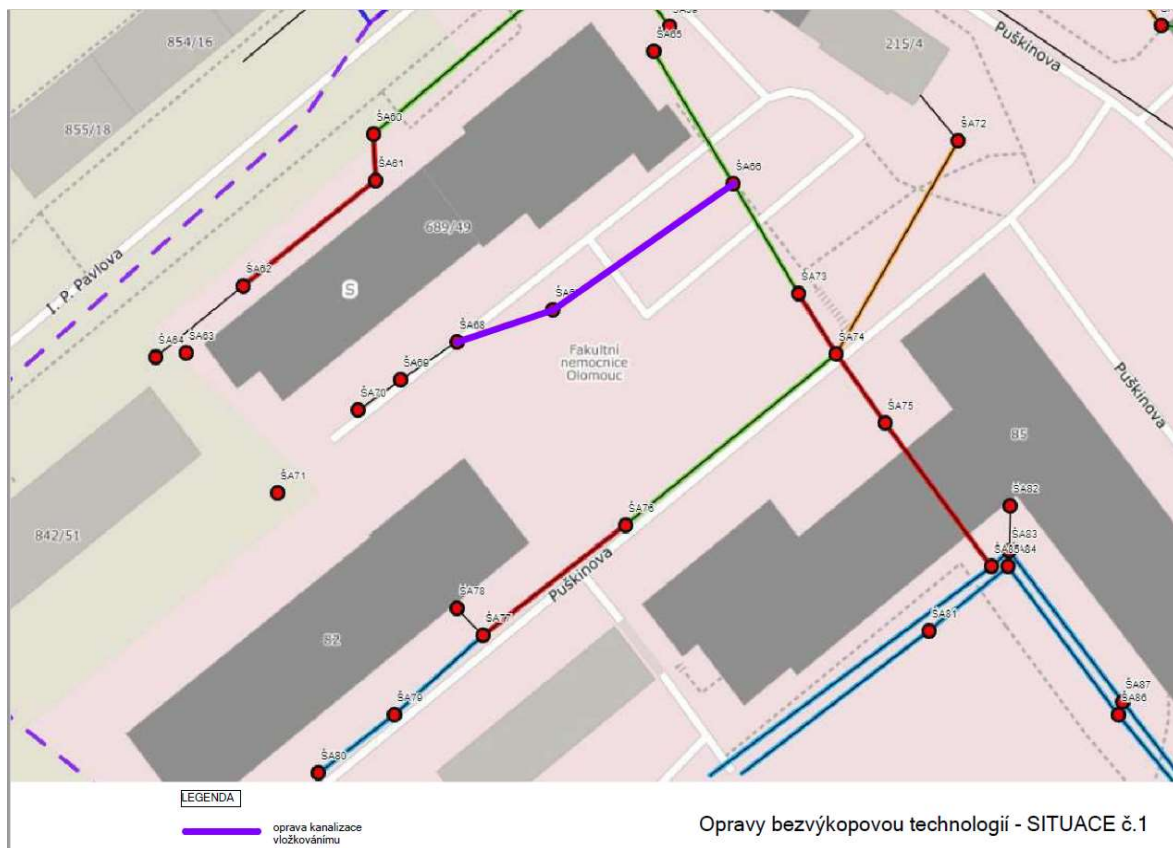 ŠA65
854/16
215/4
Puškinova
ŠA60
855/18
ŠA72
ŠA61
ŠA66
689/49
I. P. Pavlova
ŠA62
S
ŠA73
ŠA68
ŠA64
ŠA63
Fakultní
nemocnice
Olomouc
ŠA74
ŠA69
Puškinova
ŠA70
ŠA75
85
ŠA71
ŠA82
842/51
ŠA76
ŠA83
Puškinova
ŠA78
ŠA77
82
ŠA81
ŠA79
ŠA87
ŠA86
ŠA80
LEGENDA
oprava kanalizace
vložkovánímu
Opravy bezvýkopovou technologií - SITUACE č.1